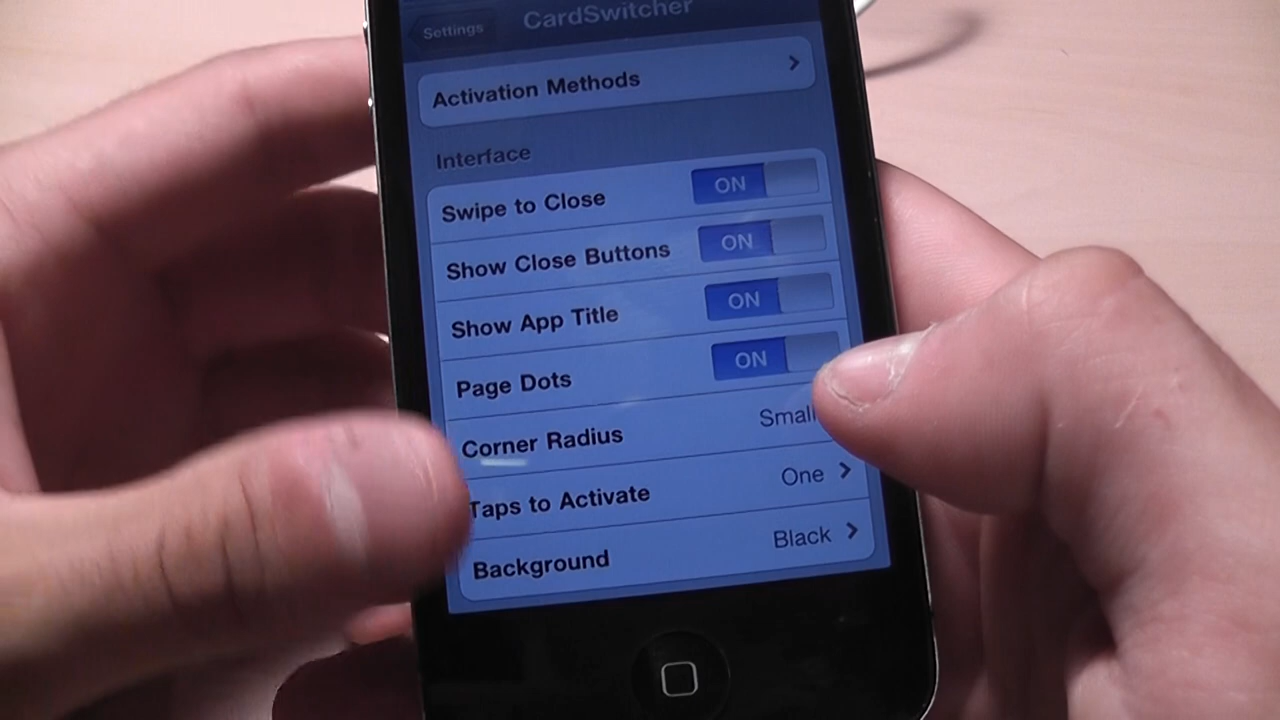 Settings
CardSwitcher
Activation Methods
Interface
Swipe to Close ON
Show Close Buttons ON
Show App Title ON
Page Dots ON
Corner Radius Small
Taps to Activate One
Background Black